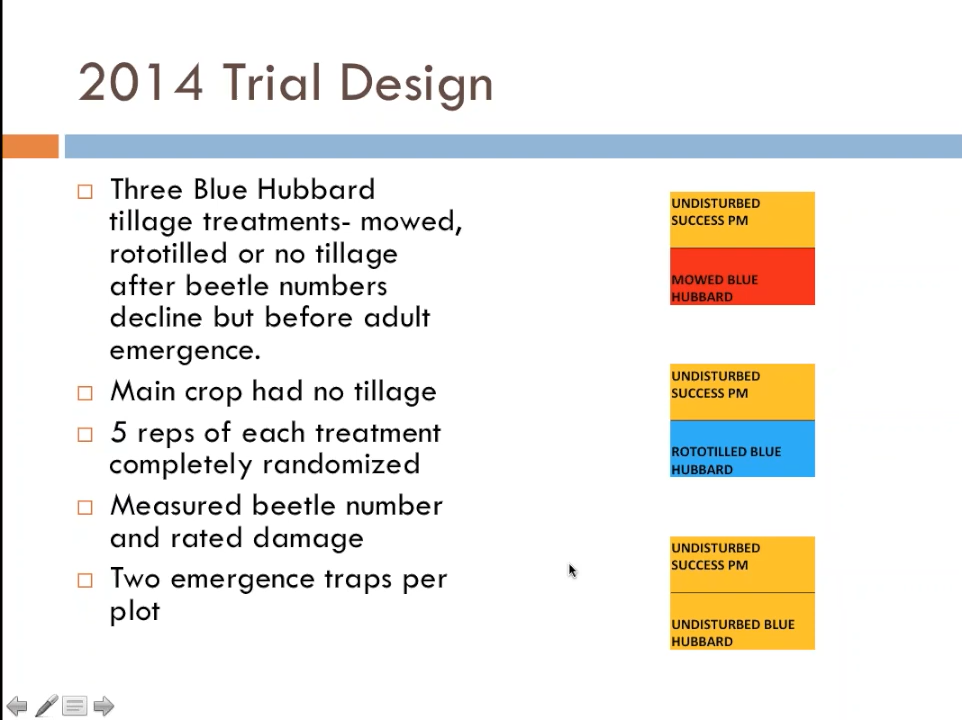 2014 Trial Design
Three Blue Hubbard
tillage treatments- mowed,
rototilled or no tillage
after beetle numbers
decline but before adult
emergence.
Main crop had no tillage
5 reps of each treatment
completely randomized
Measured beetle number
and rated damage
Two emergence traps per
plot
UNDISTURBED
SUCCESS PM
MOWED BLUE
HUBBARD
UNDISTURBED
SUCCESS PM
ROTOTILLED BLUE
HUBBARD
UNDISTURBED
SUCCESS PM
UNDISTURBED BLUE
HUBBARD